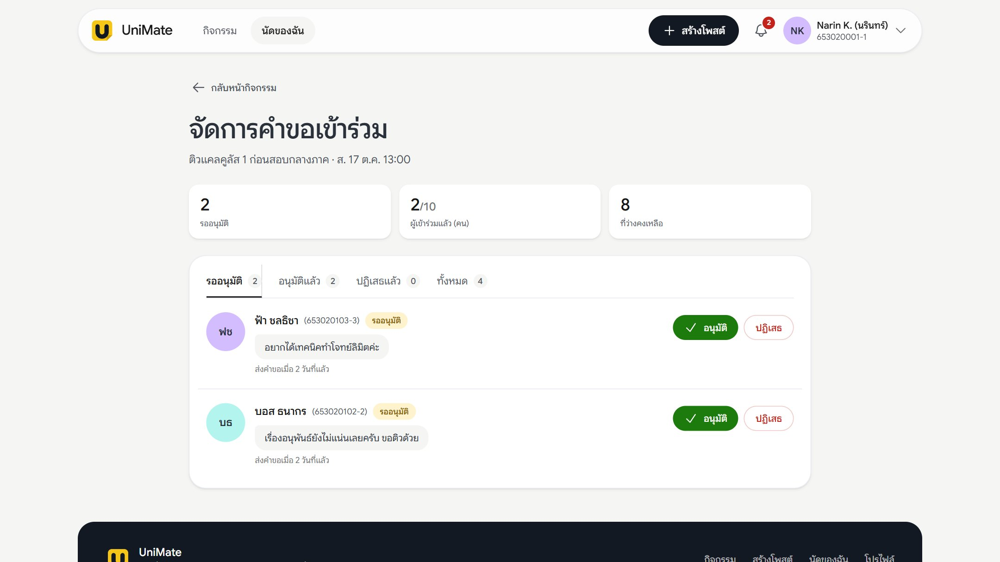 UniMate
กิจกรรม
นัดของฉัน
สร้างโพสต์
2
NK
Narin K. (นรินทร์)
653020001-1
กลับหน้ากิจกรรม
จัดการคำขอเข้าร่วม
ติวแคลคูลัส 1 ก่อนสอบกลางภาค · ส. 17 ต.ค. 13:00
2
รออนุมัติ
2/10
ผู้เข้าร่วมแล้ว (คน)
8
ที่ว่างคงเหลือ
รออนุมัติ 2
อนุมัติแล้ว 2
ปฏิเสธแล้ว 0
ทั้งหมด 4
ฟช
ฟ้า ชลธิชา (653020103-3) รออนุมัติ
อยากได้เทคนิคทำโจทย์ลิมิตค่ะ
ส่งคำขอเมื่อ 2 วันที่แล้ว
อนุมัติ
ปฏิเสธ
บธ
บอส ธนากร (653020102-2) รออนุมัติ
เรื่องอนุพันธ์ยังไม่แน่นเลยครับ ขอติวด้วย
ส่งคำขอเมื่อ 2 วันที่แล้ว
อนุมัติ
ปฏิเสธ
UniMate
กิจกรรม
สร้างโพสต์
นัดของฉัน
โปรไฟล์